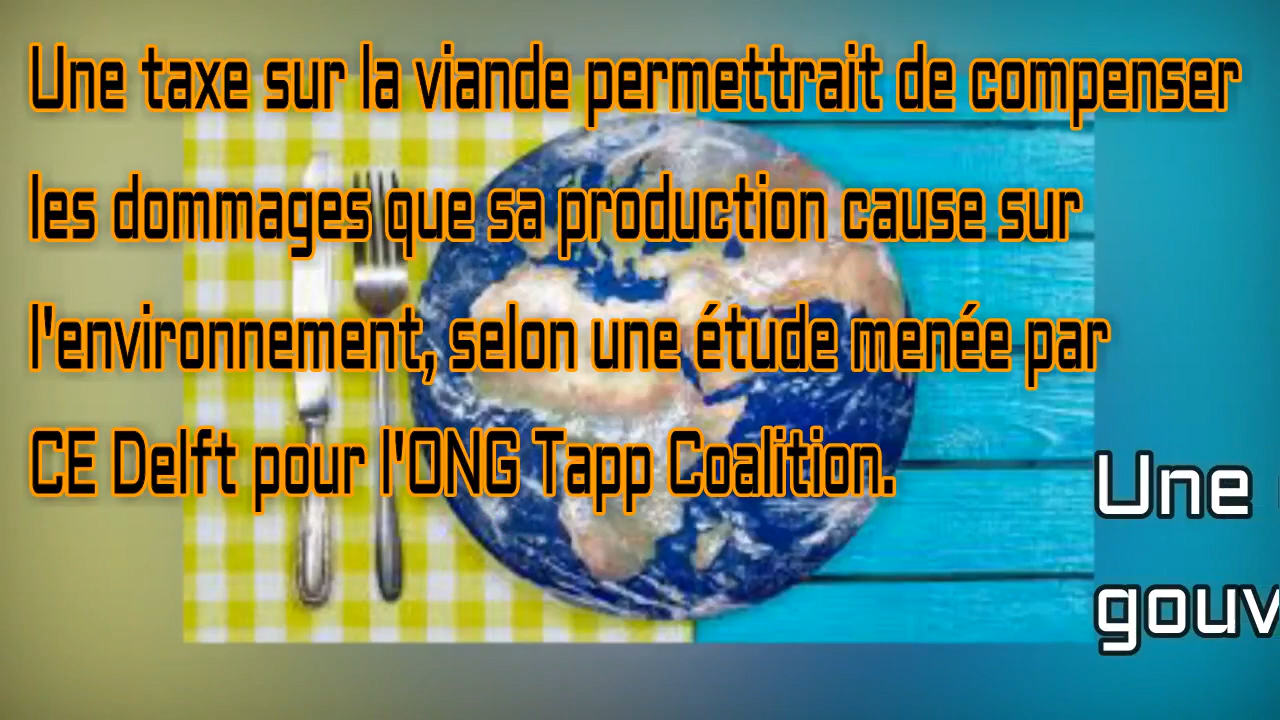 Une taxe sur la viande permettrait de compenser
les dommages que sa production cause sur
l'environnement, selon une étude menée par
CE Delft pour l'ONG Tapp Coalition.
Une
gouv